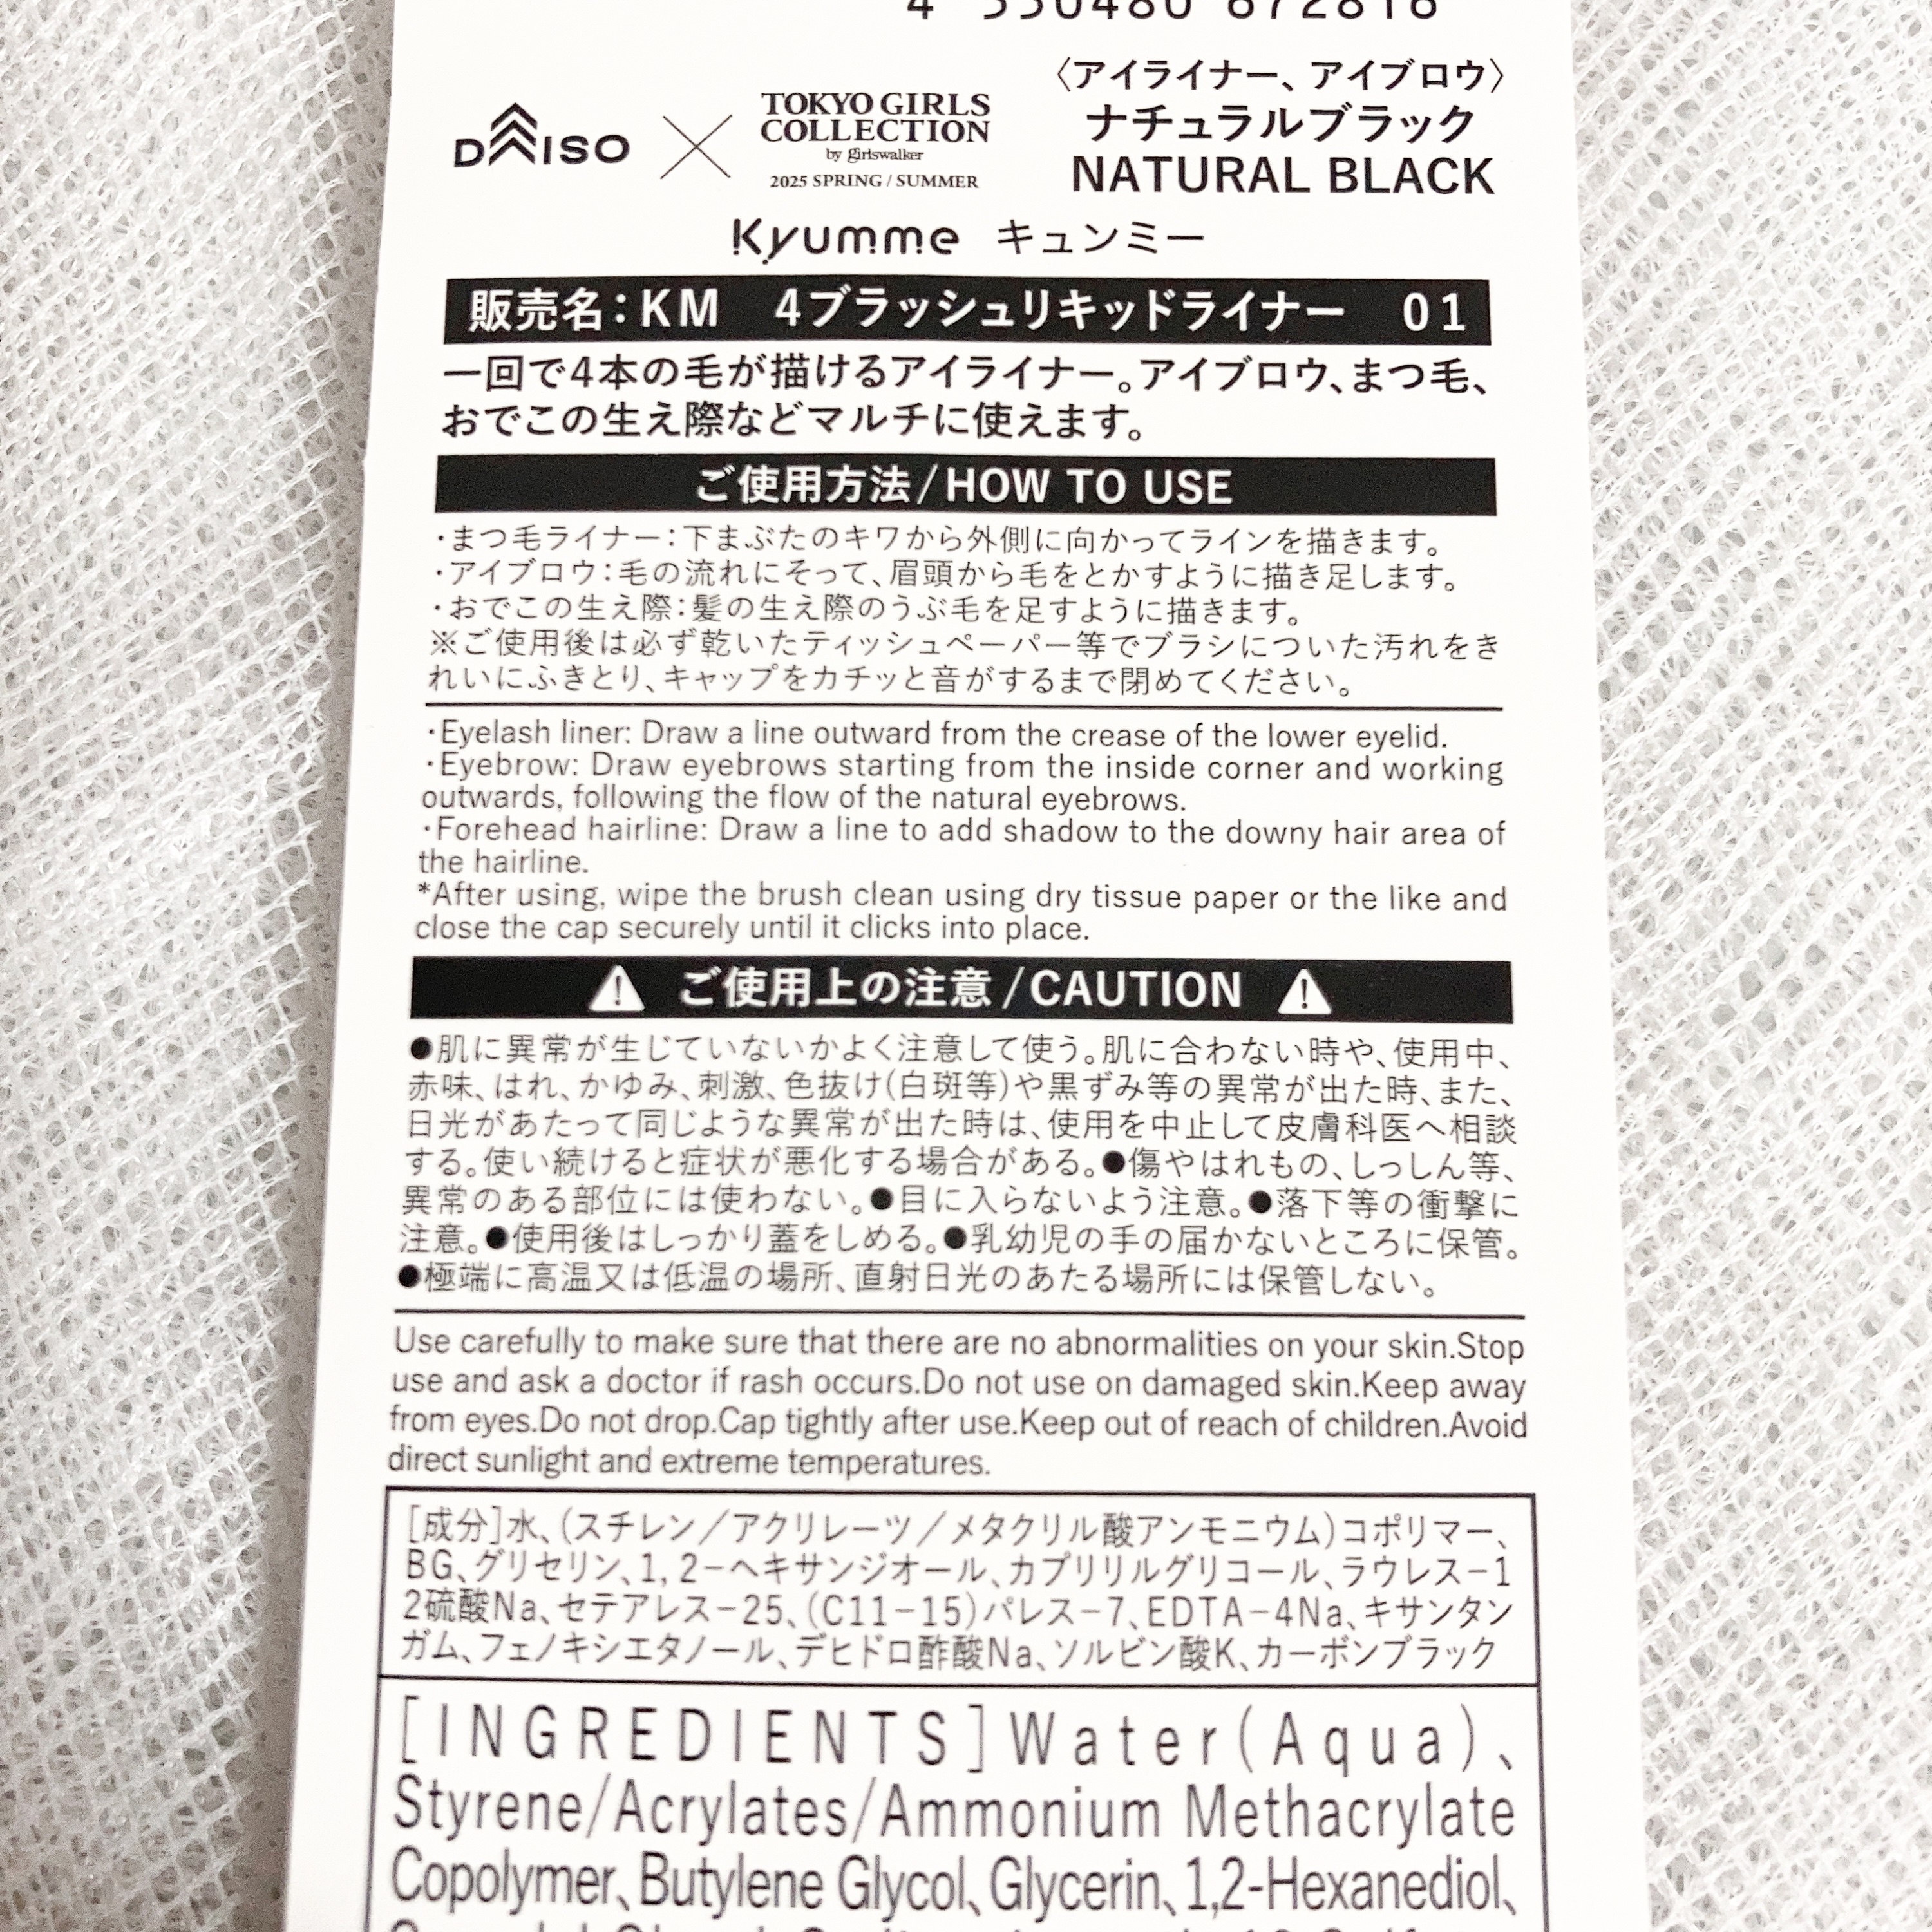 DAISO
TOKYO GIRLS
COLLECTION
by girlswalker
2025 SPRING / SUMMER
〈アイライナー、アイブロウ〉
ナチュラルブラック
NATURAL BLACK
Kyumme キュンミー
販売名：KM 4ブラッシュリキッドライナー 01
一回で4本の毛が描けるアイライナー。アイブロウ、まつ毛、
おでこの生え際などマルチに使えます。
ご使用方法/HOW TO USE
・まつ毛ライナー：下まぶたのキワから外側に向かってラインを描きます。
・アイブロウ：毛の流れにそって、眉頭から毛をとかすように描き足します。
・おでこの生え際：髪の生え際のうぶ毛を足すように描きます。
※ご使用後は必ず乾いたティッシュペーパー等でブラシについた汚れをき
れいにふきとり、キャップをカチッと音がするまで閉めてください。
・Eyelash liner: Draw a line outward from the crease of the lower eyelid.
・Eyebrow: Draw eyebrows starting from the inside corner and working
outwards, following the flow of the natural eyebrows.
・Forehead hairline: Draw a line to add shadow to the downy hair area of
the hairline.
*After using, wipe the brush clean using dry tissue paper or the like and
close the cap securely until it clicks into place.
⚠ ご使用上の注意/CAUTION ⚠
●肌に異常が生じていないかよく注意して使う。肌に合わない時や、使用中、
赤味、はれ、かゆみ、刺激、色抜け(白斑等)や黒ずみ等の異常が出た時、また、
日光があたって同じような異常が出た時は、使用を中止して皮膚科医へ相談
する。使い続けると症状が悪化する場合がある。●傷やはれもの、しっしん等、
異常のある部位には使わない。●目に入らないよう注意。●落下等の衝撃に
注意。●使用後はしっかり蓋をしめる。●乳幼児の手の届かないところに保管。
●極端に高温又は低温の場所、直射日光のあたる場所には保管しない。
Use carefully to make sure that there are no abnormalities on your skin.Stop
use and ask a doctor if rash occurs.Do not use on damaged skin.Keep away
from eyes.Do not drop.Cap tightly after use.Keep out of reach of children.Avoid
direct sunlight and extreme temperatures.
[成分]水、(スチレン／アクリレーツ／メタクリル酸アンモニウム)コポリマー、
BG、グリセリン、1,2－ヘキサンジオール、カプリリルグリコール、ラウレス－1
2硫酸Na、セテアレス－25、(C11－15)パレス－7、EDTA－4Na、キサンタン
ガム、フェノキシエタノール、デヒドロ酢酸Na、ソルビン酸K、カーボンブラック
[INGREDIENTS]Water(Aqua)、
Styrene/Acrylates/Ammonium Methacrylate
Copolymer、Butylene Glycol、Glycerin、1,2-Hexanediol、